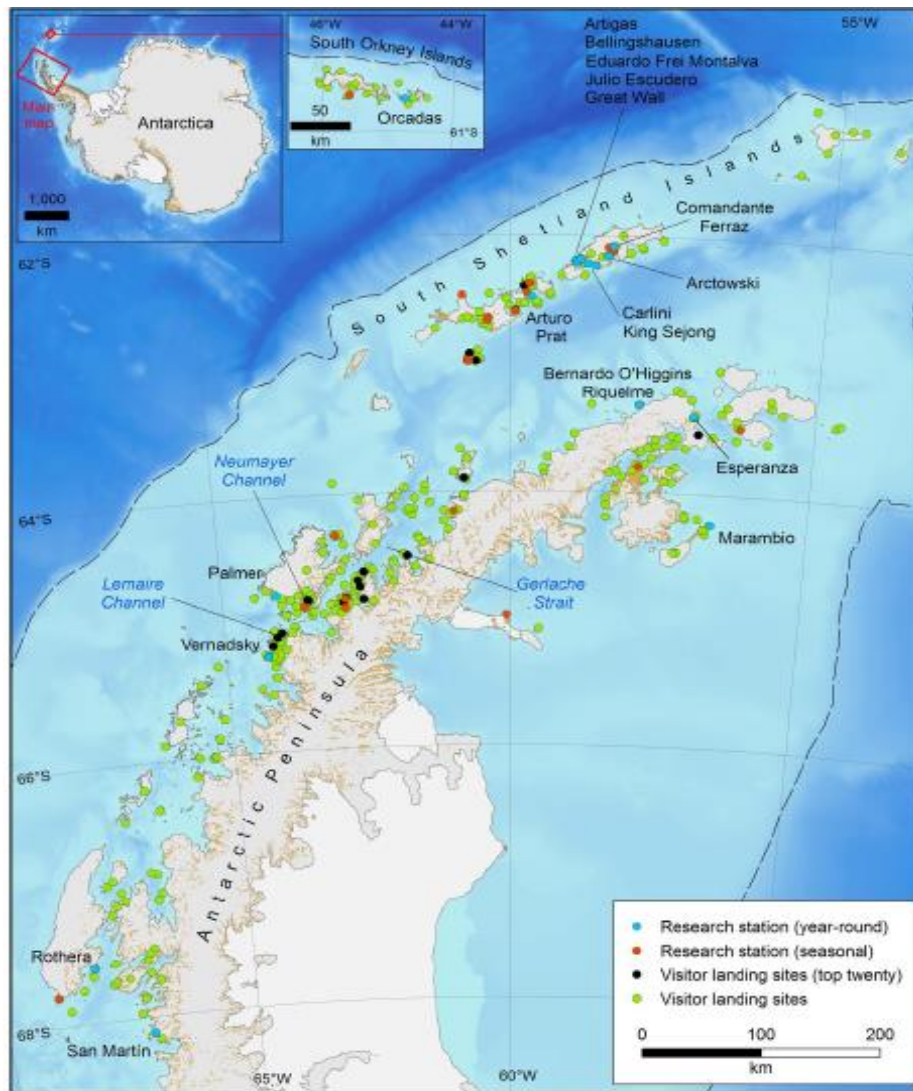 46°W 44°W
South Orkney Islands
Orcadas
50
km
61°S
Main
map
Antarctica
1,000
km
Artigas
Bellingshausen
Eduardo Frei Montalva
Julio Escudero
Great Wall
55°W
62°S
South Shetland Islands
Comandante
Ferraz
Arctowski
Carlini
King Sejong
Arturo
Prat
Bernardo O'Higgins
Riquelme
Esperanza
Neumayer
Channel
64°S
Marambio
Palmer
Lemaire
Channel
Gerlache
Strait
Vernadsky
Antarctic Peninsula
66°S
Rothera
68°S
San Martín
65°W
60°W
Research station (year-round)
Research station (seasonal)
Visitor landing sites (top twenty)
Visitor landing sites
0 100 200
km